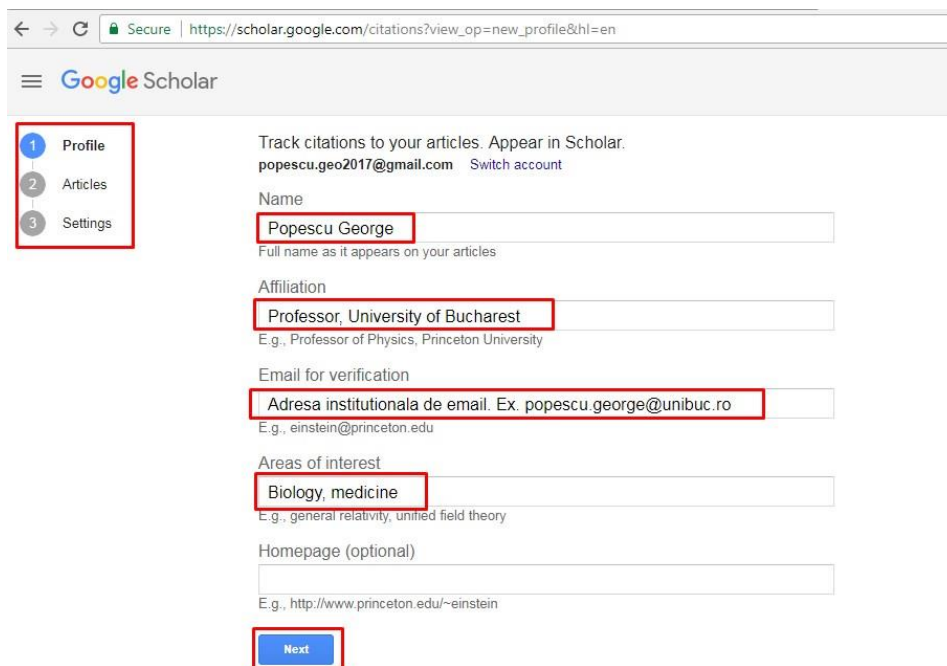 Secure | https://scholar.google.com/citations?view_op=new_profile&hl=en
Google Scholar
1 Profile
2 Articles
3 Settings
Track citations to your articles. Appear in Scholar.
popescu.geo2017@gmail.com Switch account
Name
Popescu George
Full name as it appears on your articles
Affiliation
Professor, University of Bucharest
E.g., Professor of Physics, Princeton University
Email for verification
Adresa institutionala de email. Ex. popescu.george@unibuc.ro
E.g., einstein@princeton.edu
Areas of interest
Biology, medicine
E.g., general relativity, unified field theory
Homepage (optional)
E.g., http://www.princeton.edu/~einstein
Next